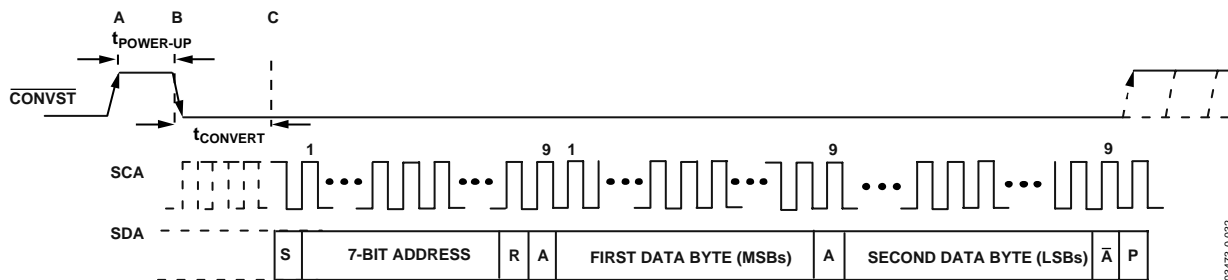 A B C
tPOWER-UP
CONVST
tCONVERT
1 9 1 9 9
SCA
SDA
S 7-BIT ADDRESS R A FIRST DATA BYTE (MSBs) A SECOND DATA BYTE (LSBs) A P